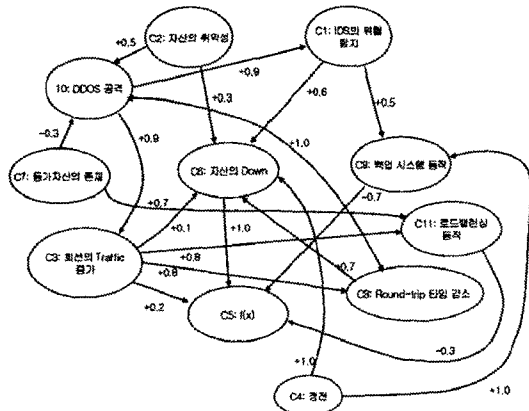 C2: 자산의 취약성
C1: IDS의 위협
탐지
+0.5
+0.9
10: DDOS 공격
+0.3
+0.6
+0.5
-0.3
+0.9
+1.0
C6: 자산의 Down
C9: 백업 시스템 동작
C7: 등가자산의 존재
+0.7
-0.7
C11: 로드밸런싱
동작
+0.1
+1.0
C3: 회선의 Traffic
증가
+0.8
+0.8
+0.7
C8: Round-trip 타임 감소
+0.2
C5: f(x)
-0.3
+1.0
C4: 정전
+1.0